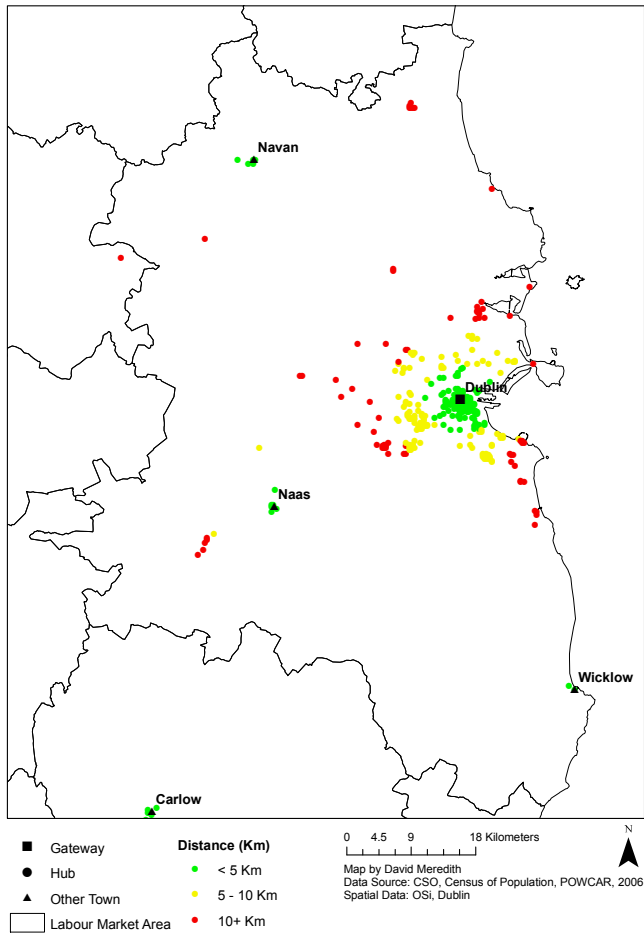 Navan
Dublin
Naas
Wicklow
Carlow
Gateway
Hub
Other Town
Labour Market Area
Distance (Km)
< 5 Km
5 - 10 Km
10+ Km
0 4.5 9 18 Kilometers
Map by David Meredith
Data Source: CSO, Census of Population, POWCAR, 2006
Spatial Data: OSi, Dublin
N